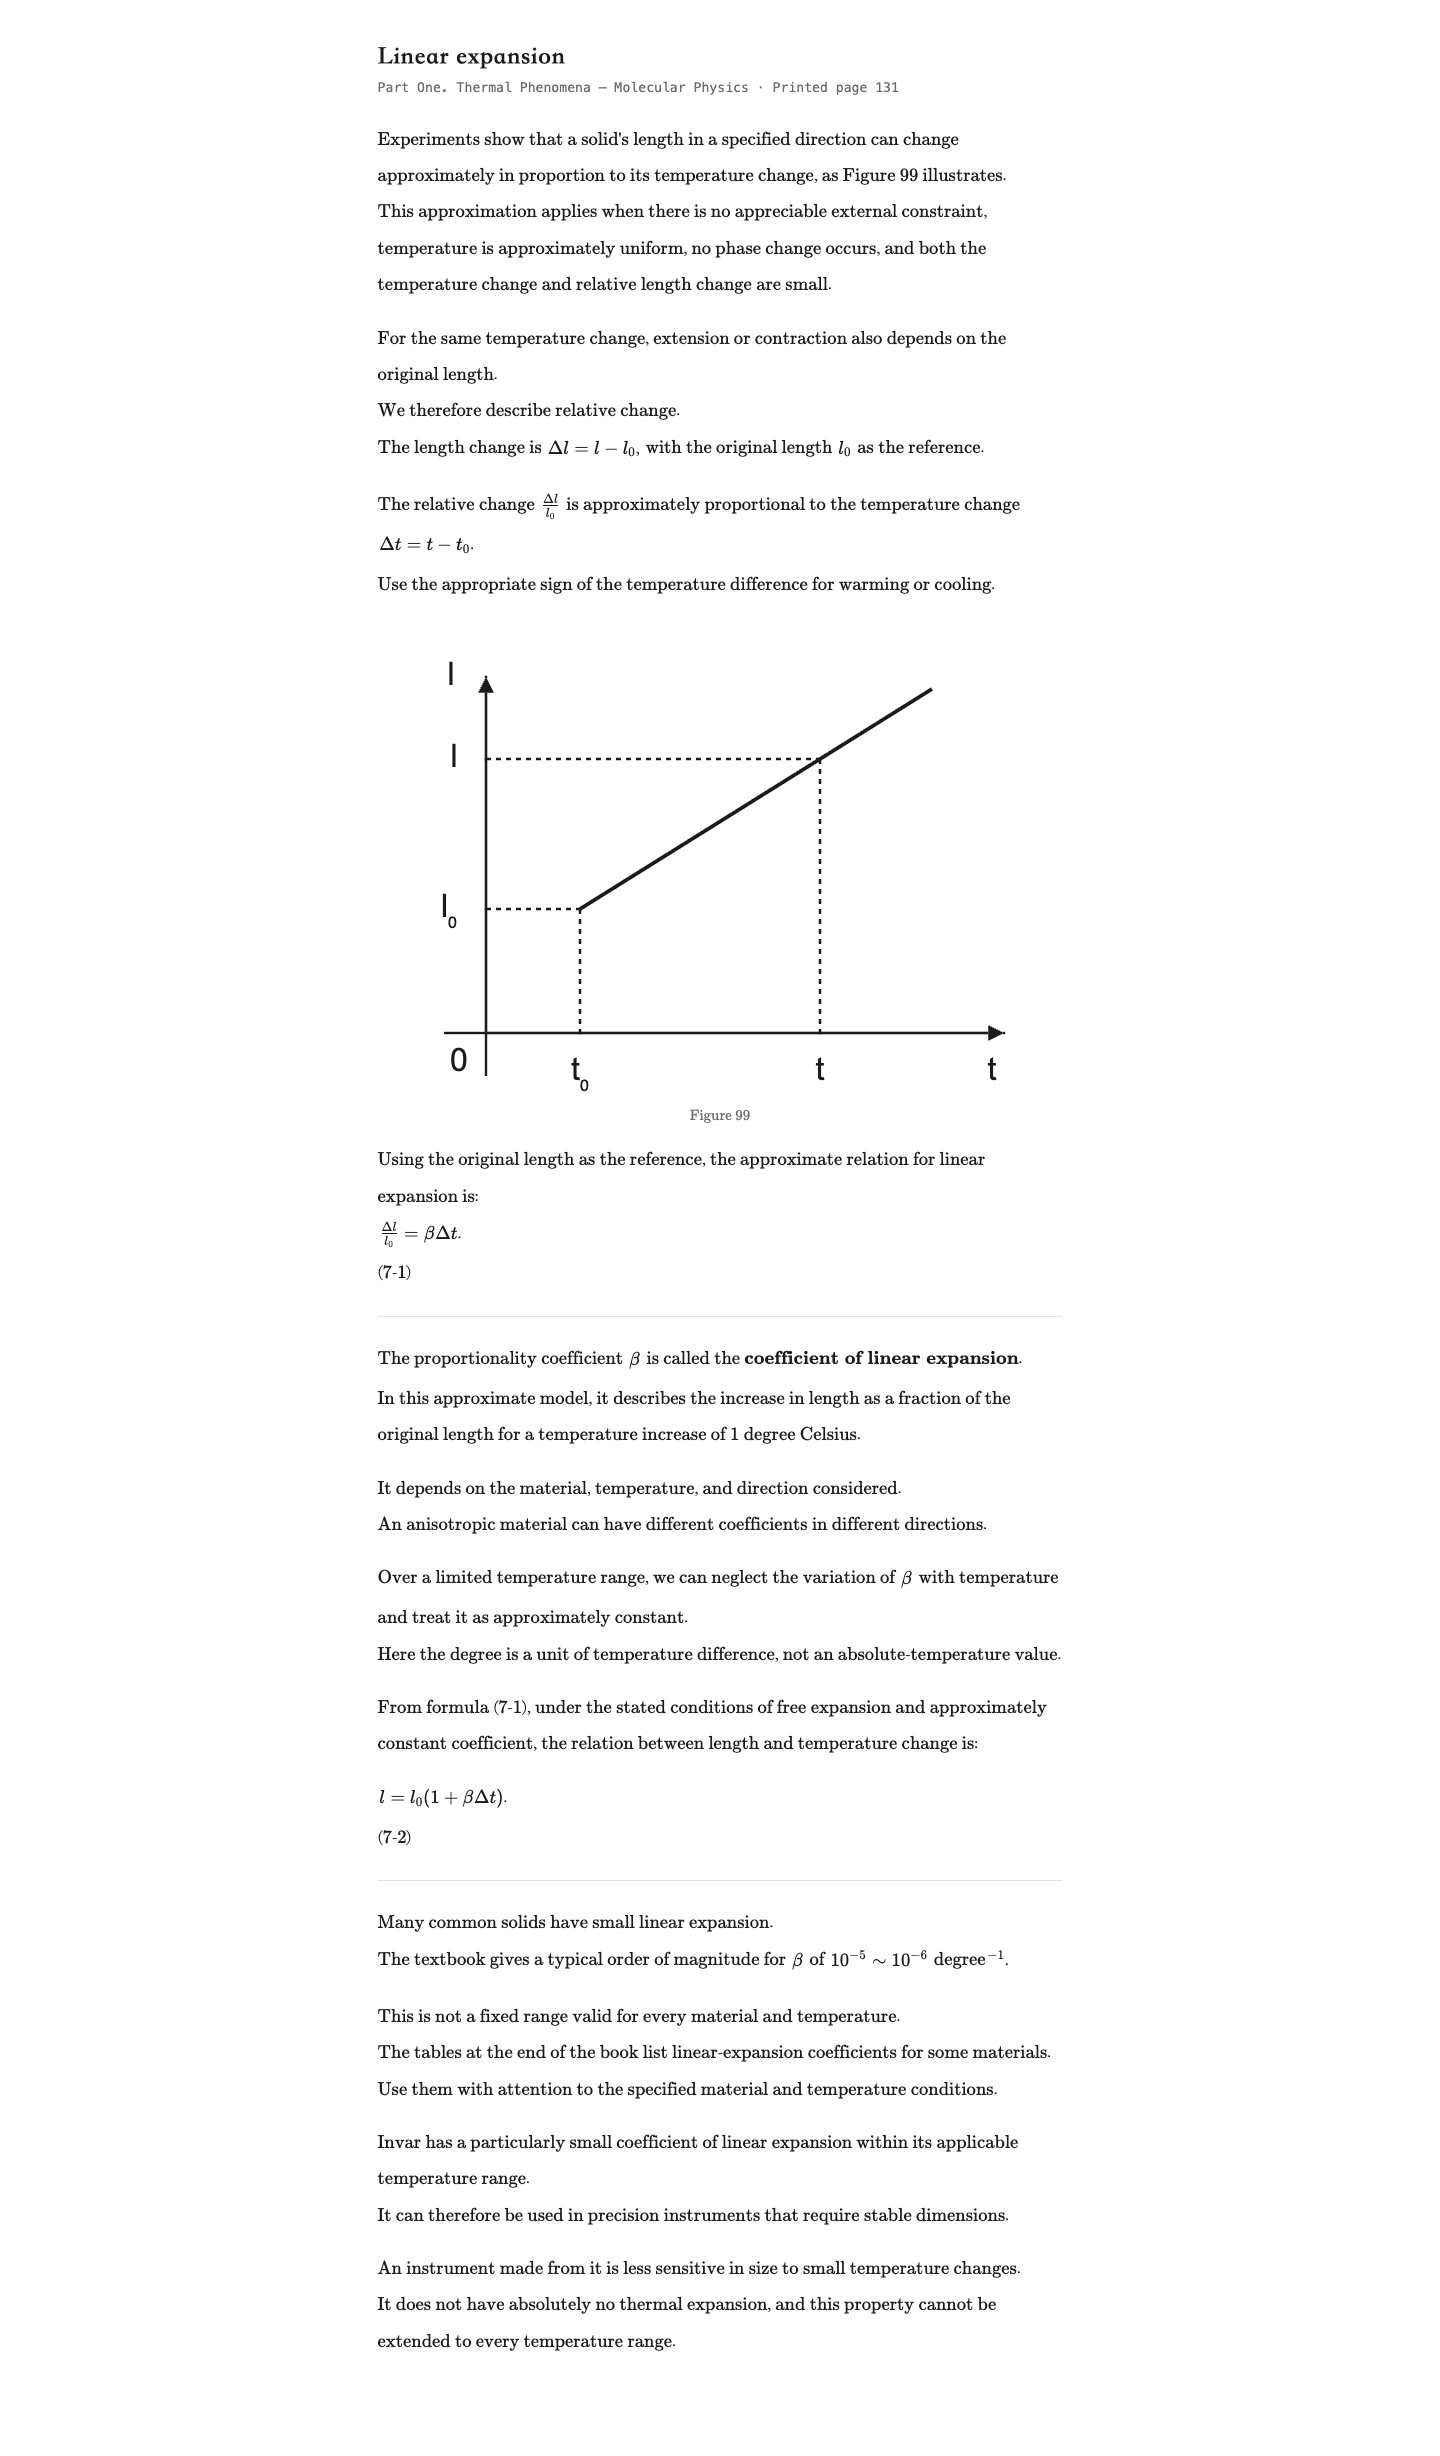 Linear expansion
Part One. Thermal Phenomena — Molecular Physics · Printed page 131
Experiments show that a solid's length in a specified direction can change
approximately in proportion to its temperature change, as Figure 99 illustrates.
This approximation applies when there is no appreciable external constraint,
temperature is approximately uniform, no phase change occurs, and both the
temperature change and relative length change are small.
For the same temperature change, extension or contraction also depends on the
original length.
We therefore describe relative change.
The length change is Δl = l − l₀, with the original length l₀ as the reference.
The relative change Δl/l₀ is approximately proportional to the temperature change
Δt = t − t₀.
Use the appropriate sign of the temperature difference for warming or cooling.
l
l
l₀
0
t₀
t
t
Figure 99
Using the original length as the reference, the approximate relation for linear
expansion is:
Δl/l₀ = βΔt.
(7-1)
The proportionality coefficient β is called the coefficient of linear expansion.
In this approximate model, it describes the increase in length as a fraction of the
original length for a temperature increase of 1 degree Celsius.
It depends on the material, temperature, and direction considered.
An anisotropic material can have different coefficients in different directions.
Over a limited temperature range, we can neglect the variation of β with temperature
and treat it as approximately constant.
Here the degree is a unit of temperature difference, not an absolute-temperature value.
From formula (7-1), under the stated conditions of free expansion and approximately
constant coefficient, the relation between length and temperature change is:
l = l₀(1 + βΔt).
(7-2)
Many common solids have small linear expansion.
The textbook gives a typical order of magnitude for β of 10⁻⁵ ∼ 10⁻⁶ degree⁻¹.
This is not a fixed range valid for every material and temperature.
The tables at the end of the book list linear-expansion coefficients for some materials.
Use them with attention to the specified material and temperature conditions.
Invar has a particularly small coefficient of linear expansion within its applicable
temperature range.
It can therefore be used in precision instruments that require stable dimensions.
An instrument made from it is less sensitive in size to small temperature changes.
It does not have absolutely no thermal expansion, and this property cannot be
extended to every temperature range.